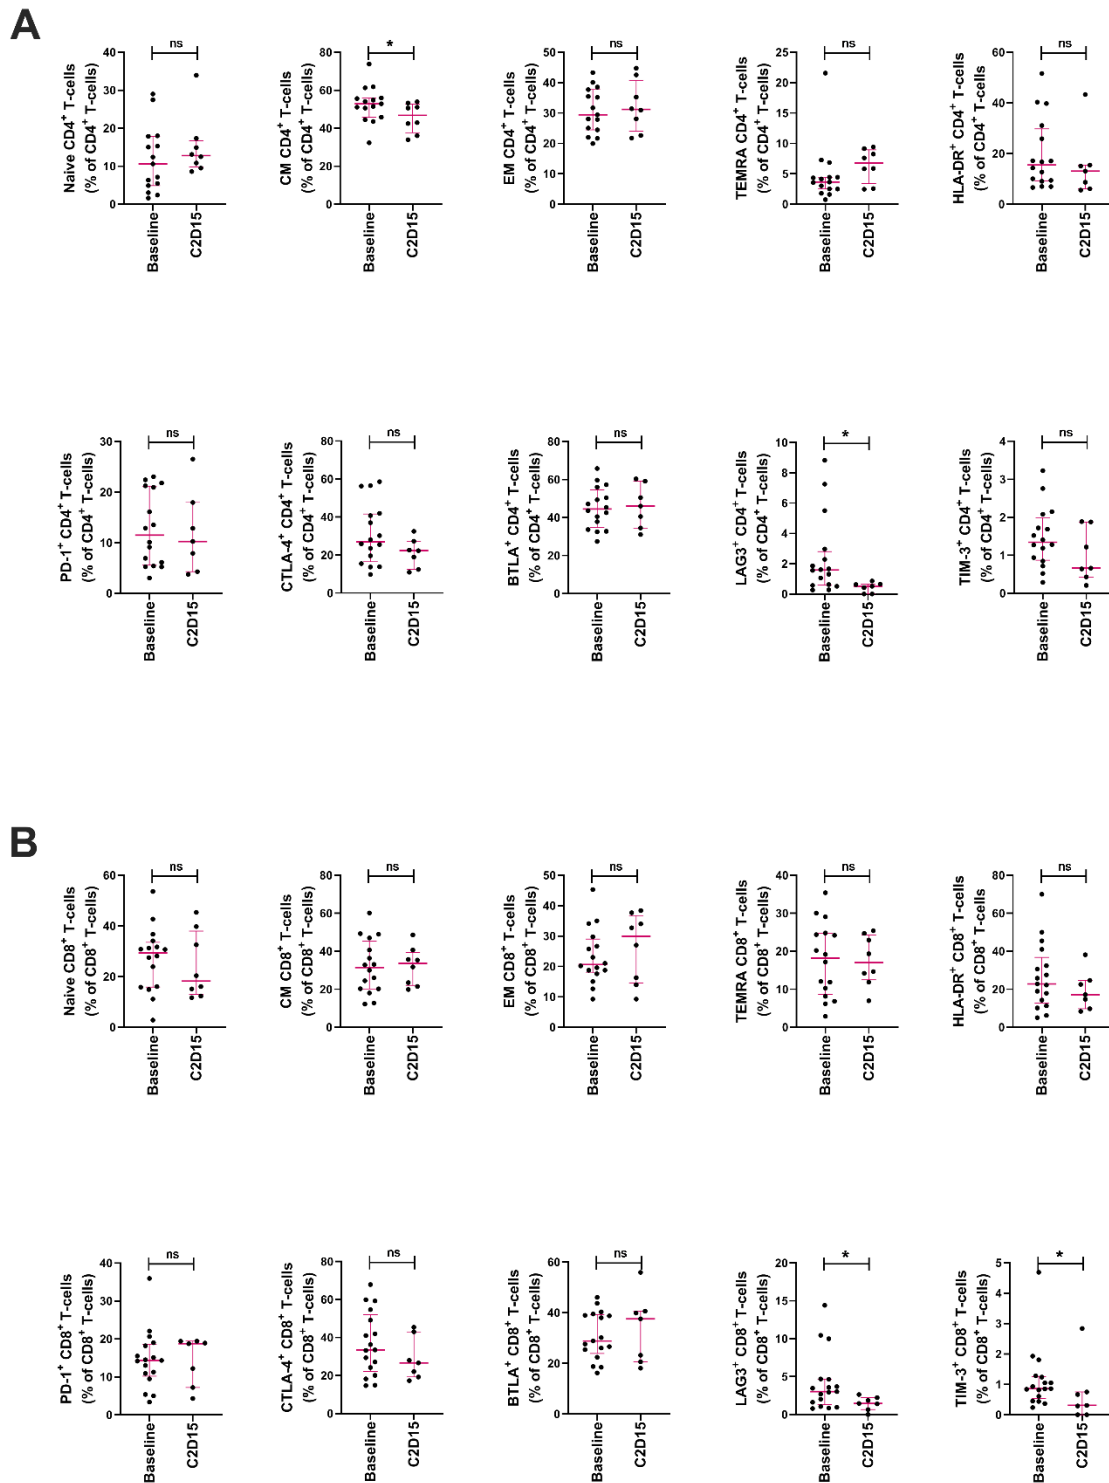 A
ns
Naive CD4+ T-cells
(% of CD4+ T-cells)
40
30
20
10
0
Baseline
C2D15
*
CM CD4+ T-cells
(% of CD4+ T-cells)
80
60
40
20
0
Baseline
C2D15
ns
EM CD4+ T-cells
(% of CD4+ T-cells)
50
40
30
20
10
0
Baseline
C2D15
ns
TEMRA CD4+ T-cells
(% of CD4+ T-cells)
25
20
15
10
5
0
Baseline
C2D15
ns
HLA-DR+ CD4+ T-cells
(% of CD4+ T-cells
60
40
20
0
Baseline
C2D15
ns
PD-1+ CD4+ T-cells
(% of CD4+ T-cells)
30
20
10
0
Baseline
C2D15
ns
CTLA-4+ CD4+ T-cells
(% of CD4+ T-cells)
80
60
40
20
0
Baseline
C2D15
ns
BTLA+ CD4+ T-cells
(% of CD4+ T-cells)
80
60
40
20
0
Baseline
C2D15
*
LAG3+ CD4+ T-cells
(% of CD4+ T-cells)
10
8
6
4
2
0
Baseline
C2D15
ns
TIM-3+ CD4+ T-cells
(% of CD4+ T-cells)
4
3
2
1
0
Baseline
C2D15
B
ns
Naive CD8+ T-cells
(% of CD8+ T-cells)
60
40
20
0
Baseline
C2D15
ns
CM CD8+ T-cells
(% of CD8+ T-cells)
80
60
40
20
0
Baseline
C2D15
ns
EM CD8+ T-cells
(% of CD8+ T-cells)
50
40
30
20
10
0
Baseline
C2D15
ns
TEMRA CD8+ T-cells
(% of CD8+ T-cells)
40
30
20
10
0
Baseline
C2D15
ns
HLA-DR+ CD8+ T-cells
(% of CD8+ T-cells)
80
60
40
20
0
Baseline
C2D15
ns
PD-1+ CD8+ T-cells
(% of CD8+ T-cells)
40
30
20
10
0
Baseline
C2D15
ns
CTLA-4+ CD8+ T-cells
(% of CD8+ T-cells)
80
60
40
20
0
Baseline
C2D15
ns
BTLA+ CD8+ T-cells
(% of CD8+ T-cells)
60
40
20
0
Baseline
C2D15
*
LAG3+ CD8+ T-cells
(% of CD8+ T-cells)
20
15
10
5
0
Baseline
C2D15
*
TIM-3+ CD8+ T-cells
(% of CD8+ T-cells)
5
4
3
2
1
0
Baseline
C2D15